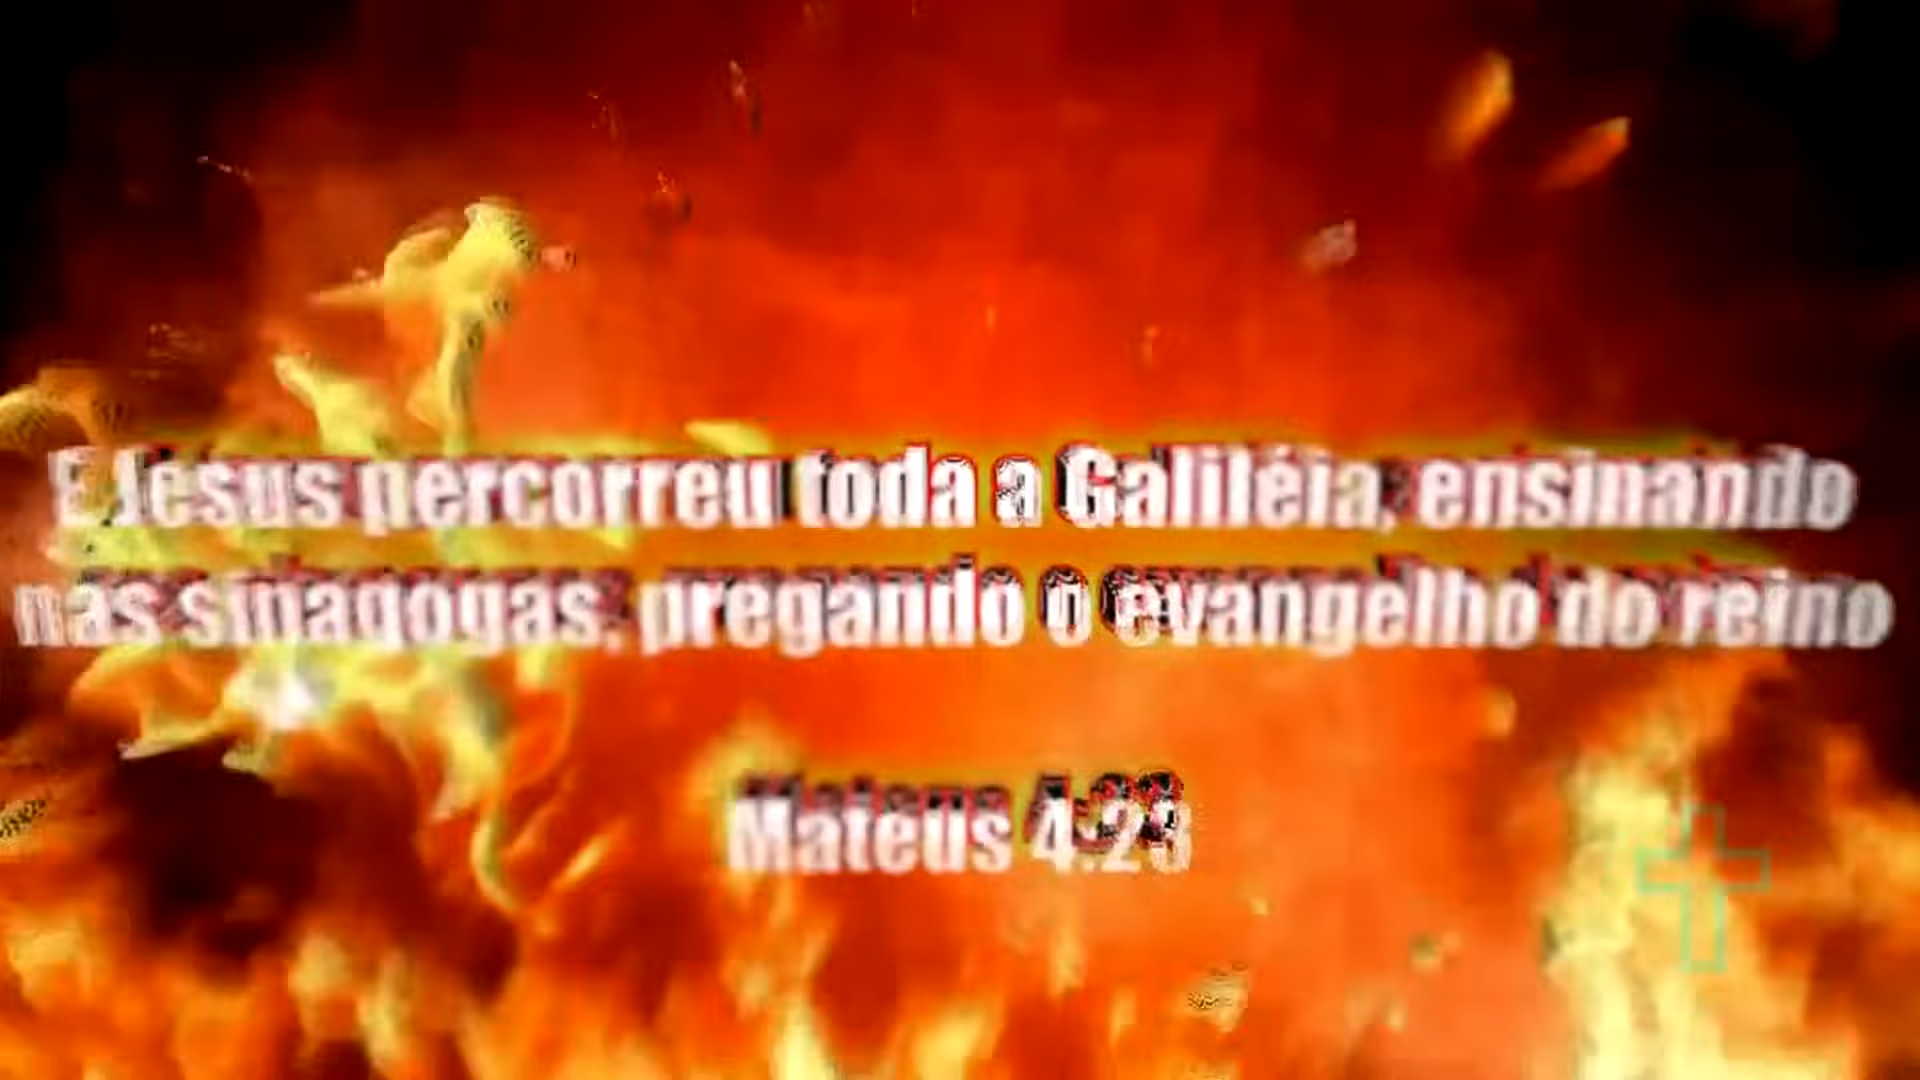 E Jesus percorreu toda a Galiléia, ensinando
nas sinagogas, pregando o evangelho do reino
Mateus 4:23